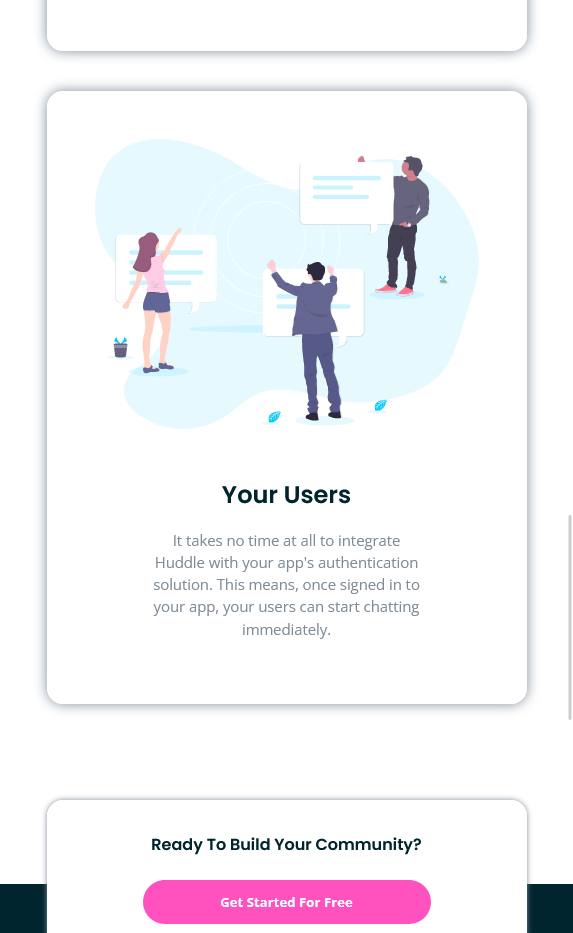 Your Users
It takes no time at all to integrate
Huddle with your app's authentication
solution. This means, once signed in to
your app, your users can start chatting
immediately.
Ready To Build Your Community?
Get Started For Free